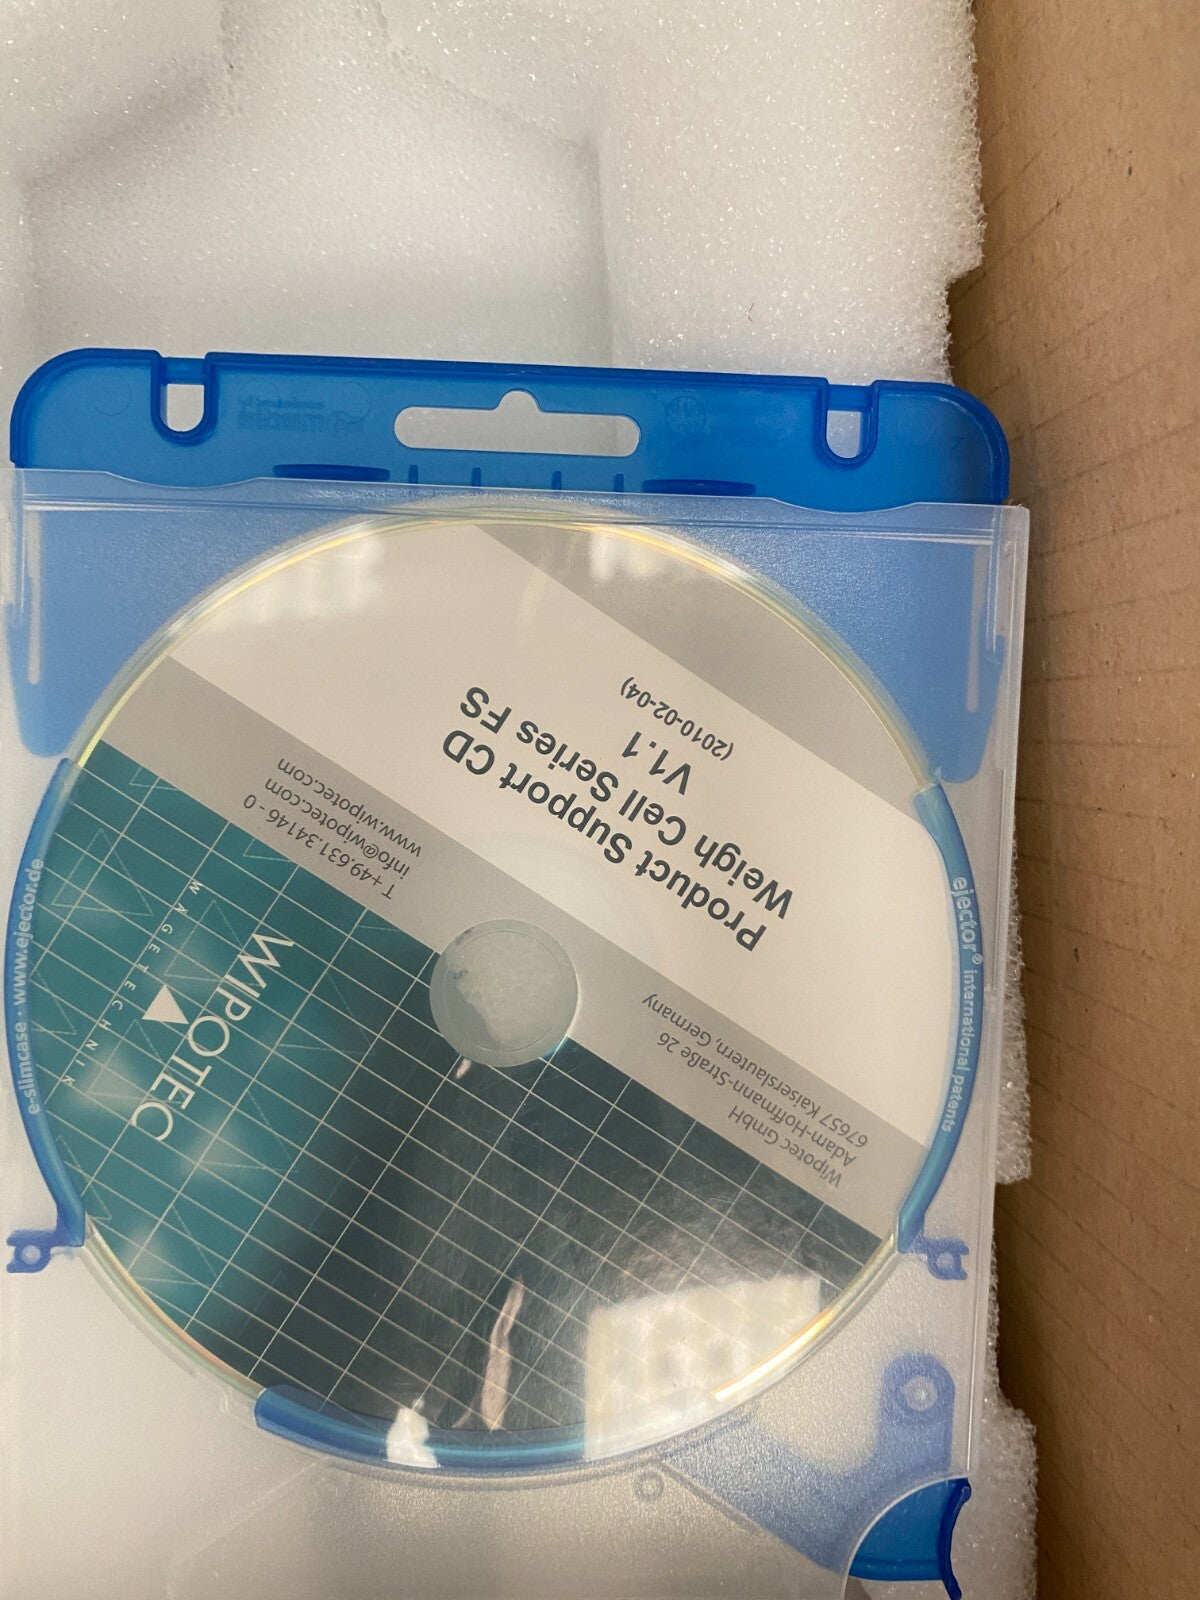 Product Support CD
Weigh Cell Series FS
V1.1
(2010-02-04)
Wipotec GmbH
Adam-Hoffmann-Straße 26
67657 Kaiserslautern, Germany
T +49.631.34146 - 0
info@wipotec.com
www.wipotec.com
WIPOTEC
WAGETECHNIK
e-slimcase · www.ejector.de
ejector® international patents